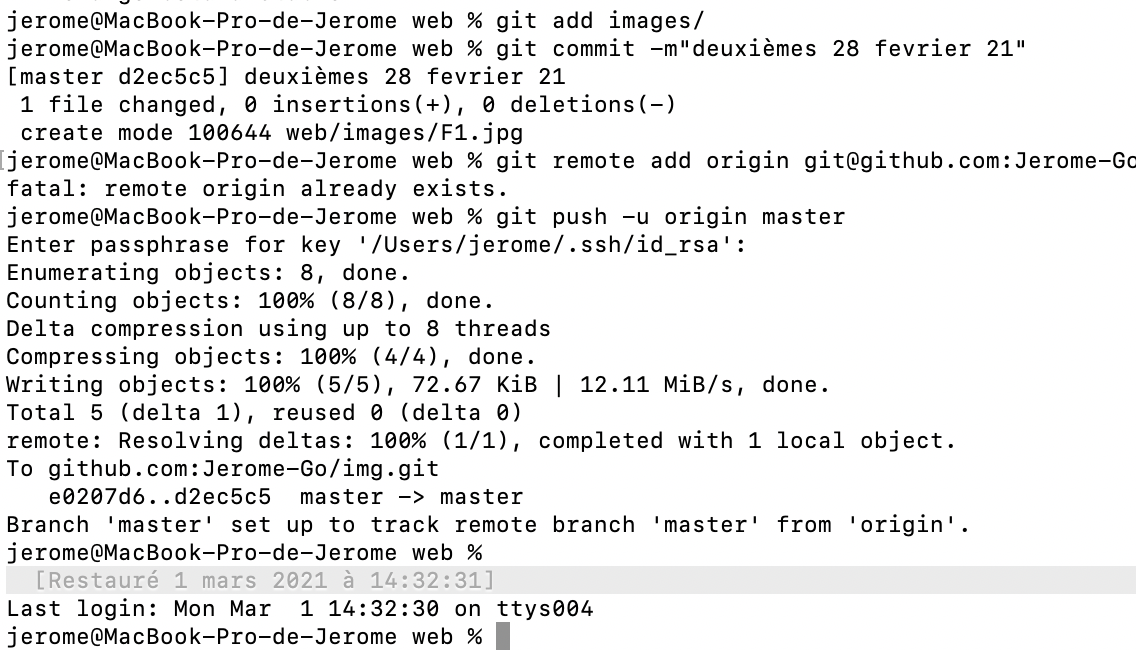 jerome@MacBook-Pro-de-Jerome web % git add images/
jerome@MacBook-Pro-de-Jerome web % git commit -m"deuxièmes 28 fevrier 21"
[master d2ec5c5] deuxièmes 28 fevrier 21
 1 file changed, 0 insertions(+), 0 deletions(-)
 create mode 100644 web/images/F1.jpg
[jerome@MacBook-Pro-de-Jerome web % git remote add origin git@github.com:Jerome-Go
fatal: remote origin already exists.
jerome@MacBook-Pro-de-Jerome web % git push -u origin master
Enter passphrase for key '/Users/jerome/.ssh/id_rsa':
Enumerating objects: 8, done.
Counting objects: 100% (8/8), done.
Delta compression using up to 8 threads
Compressing objects: 100% (4/4), done.
Writing objects: 100% (5/5), 72.67 KiB | 12.11 MiB/s, done.
Total 5 (delta 1), reused 0 (delta 0)
remote: Resolving deltas: 100% (1/1), completed with 1 local object.
To github.com:Jerome-Go/img.git
   e0207d6..d2ec5c5  master -> master
Branch 'master' set up to track remote branch 'master' from 'origin'.
jerome@MacBook-Pro-de-Jerome web %
  [Restauré 1 mars 2021 à 14:32:31]
Last login: Mon Mar  1 14:32:30 on ttys004
jerome@MacBook-Pro-de-Jerome web %